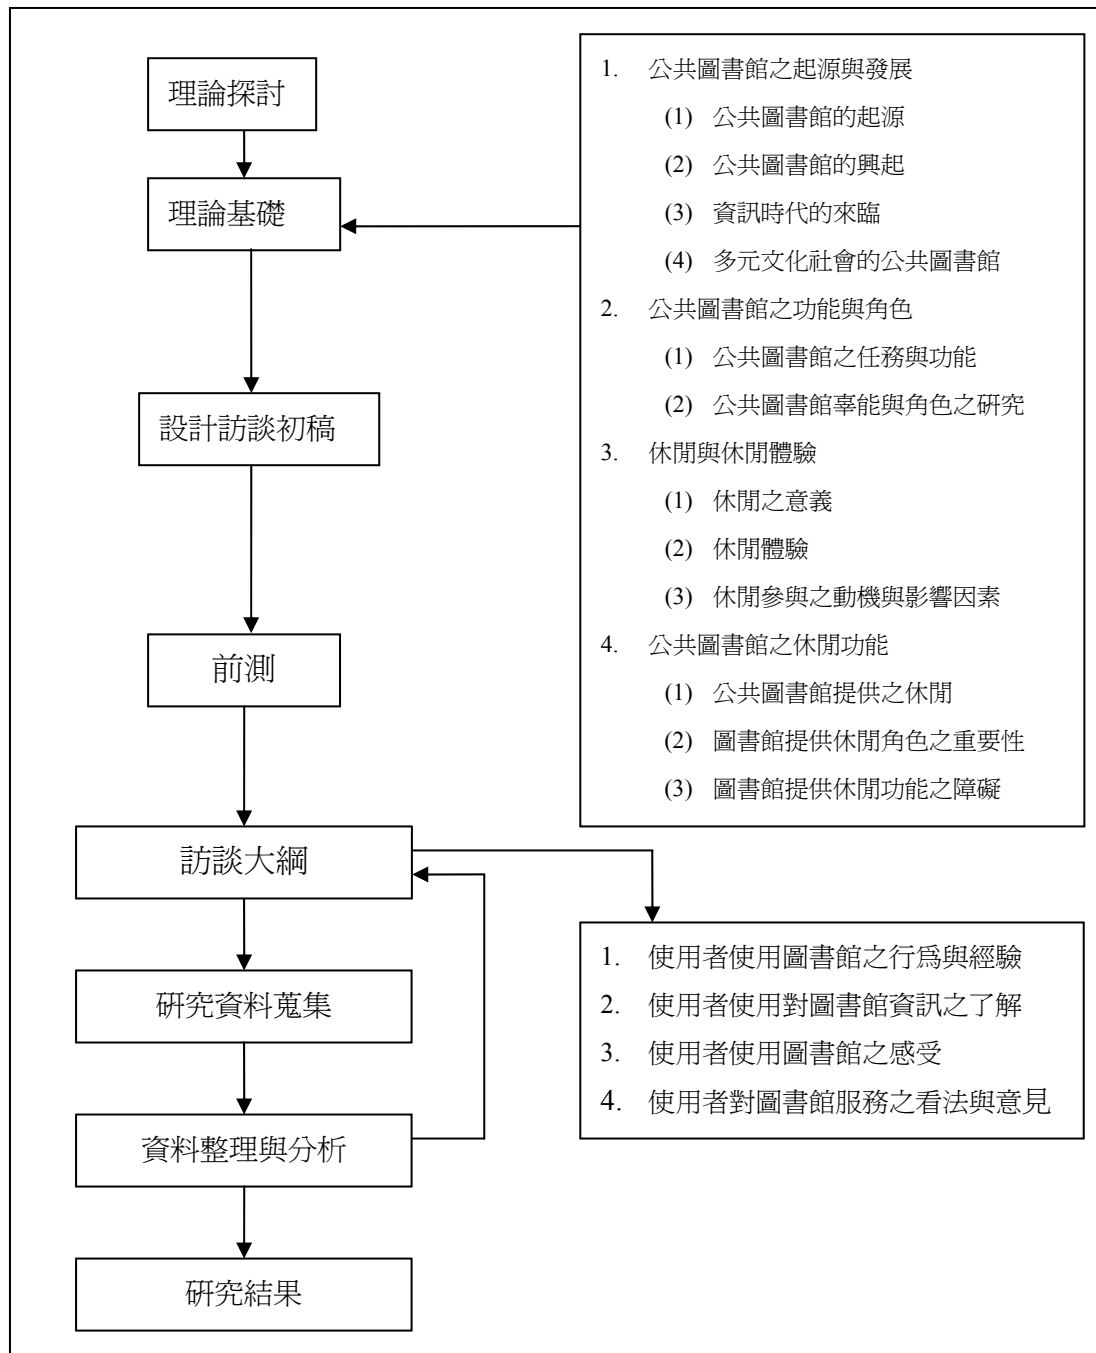 理論探討
理論基礎
設計訪談初稿
前測
訪談大綱
研究資料蒐集
資料整理與分析
研究結果
1. 公共圖書館之起源與發展
(1) 公共圖書館的起源
(2) 公共圖書館的興起
(3) 資訊時代的來臨
(4) 多元文化社會的公共圖書館
2. 公共圖書館之功能與角色
(1) 公共圖書館之任務與功能
(2) 公共圖書館辜能與角色之研究
3. 休閒與休閒體驗
(1) 休閒之意義
(2) 休閒體驗
(3) 休閒參與之動機與影響因素
4. 公共圖書館之休閒功能
(1) 公共圖書館提供之休閒
(2) 圖書館提供休閒角色之重要性
(3) 圖書館提供休閒功能之障礙
1. 使用者使用圖書館之行為與經驗
2. 使用者使用對圖書館資訊之了解
3. 使用者使用圖書館之感受
4. 使用者對圖書館服務之看法與意見